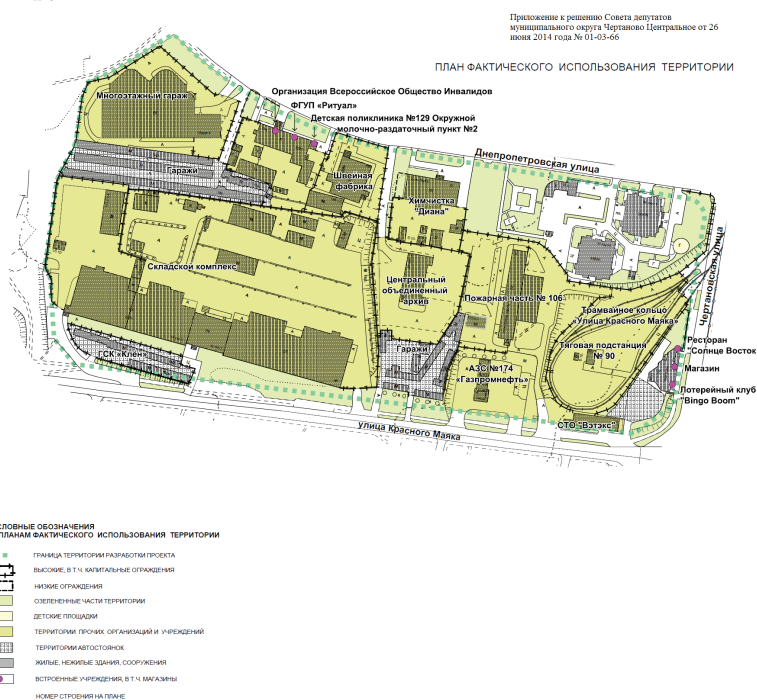 Приложение к решению Совета депутатов
муниципального округа Чертаново Центральное от 26
июня 2014 года № 01-03-66
ПЛАН ФАКТИЧЕСКОГО ИСПОЛЬЗОВАНИЯ ТЕРРИТОРИИ
Многоэтажный гараж
Организация Всероссийское Общество Инвалидов
ФГУП «Ритуал»
Детская поликлиника №129 Окружной
молочно-раздаточный пункт №2
Днепропетровская улица
Гаражи
Швейная
фабрика
Химчистка
"Диана"
Чертановская улица
Складской комплекс
Центральный
объединенный
архив
Пожарная часть № 106
Трамвайное кольцо
«Улица Красного Маяка»
Тяговая подстанция
№ 90
Ресторан
"Солнце Восток
Магазин
Лотерейный клуб
"Bingo Boom"
ГСК «Клен»
Гаражи
АЗС №174
«Газпромнефть»
СТО "Вэтэкс"
улица Красного Маяка
СЛОВНЫЕ ОБОЗНАЧЕНИЯ
ПЛАНАМ ФАКТИЧЕСКОГО ИСПОЛЬЗОВАНИЯ ТЕРРИТОРИИ
ГРАНИЦА ТЕРРИТОРИИ РАЗРАБОТКИ ПРОЕКТА
ВЫСОКИЕ, В Т.Ч. КАПИТАЛЬНЫЕ ОГРАЖДЕНИЯ
НИЗКИЕ ОГРАЖДЕНИЯ
ОЗЕЛЕНЕННЫЕ ЧАСТИ ТЕРРИТОРИИ
ДЕТСКИЕ ПЛОЩАДКИ
ТЕРРИТОРИИ ПРОЧИХ ОРГАНИЗАЦИЙ И УЧРЕЖДЕНИЙ
ТЕРРИТОРИИ АВТОСТОЯНОК
ЖИЛЫЕ, НЕЖИЛЫЕ ЗДАНИЯ, СООРУЖЕНИЯ
ВСТРОЕННЫЕ УЧРЕЖДЕНИЯ, В Т.Ч. МАГАЗИНЫ
НОМЕР СТРОЕНИЯ НА ПЛАНЕ